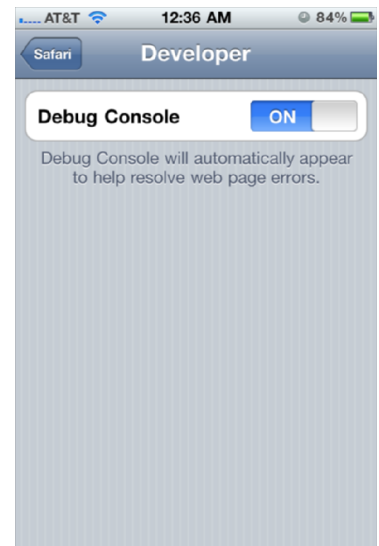 AT&T 12:36 AM 84%
Safari Developer
Debug Console ON
Debug Console will automatically appear
to help resolve web page errors.